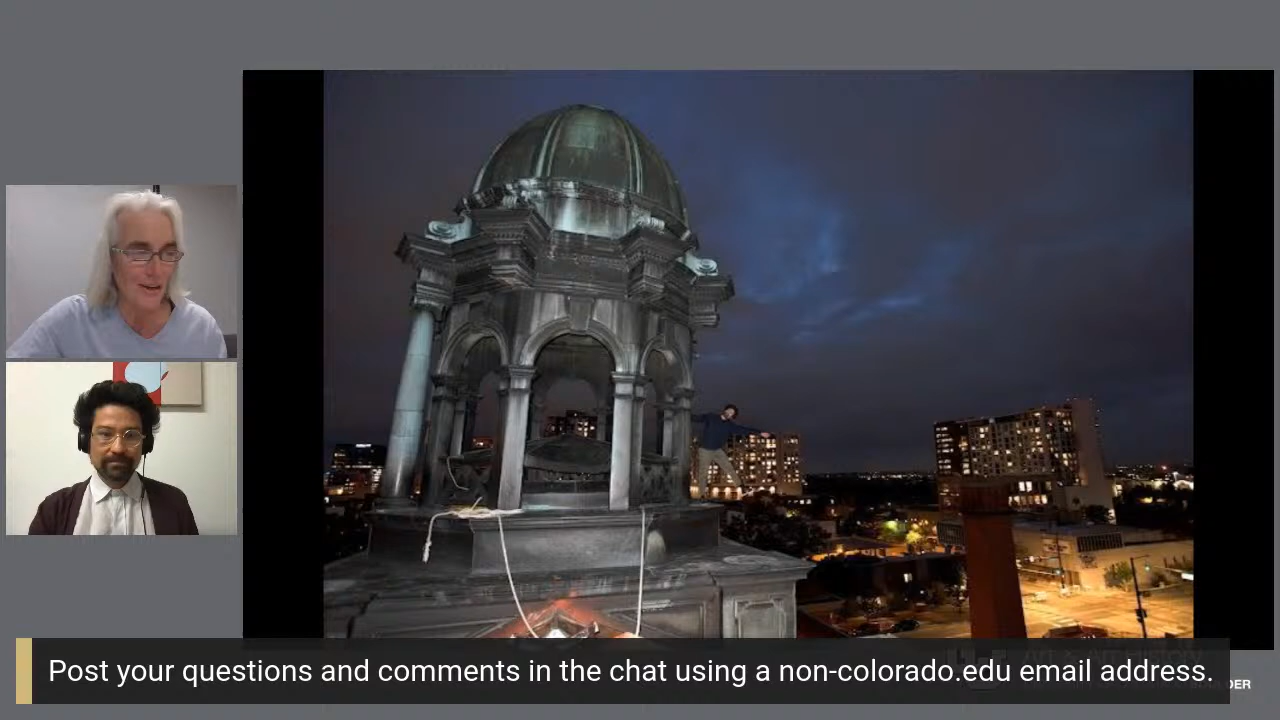 Post your questions and comments in the chat using a non-colorado.edu email address.